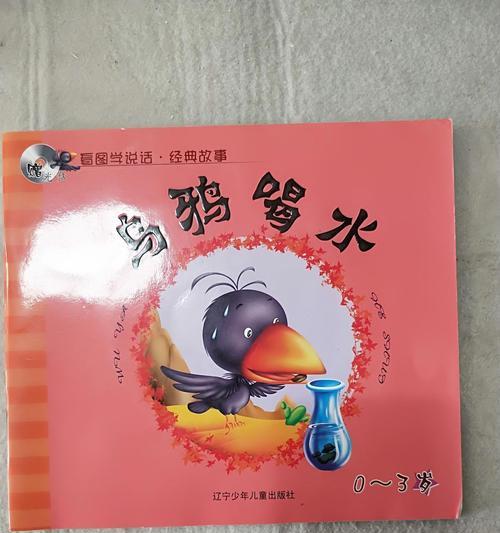 看图学说话·经典故事
乌鸦喝水
0～3岁
辽宁少年儿童出版社